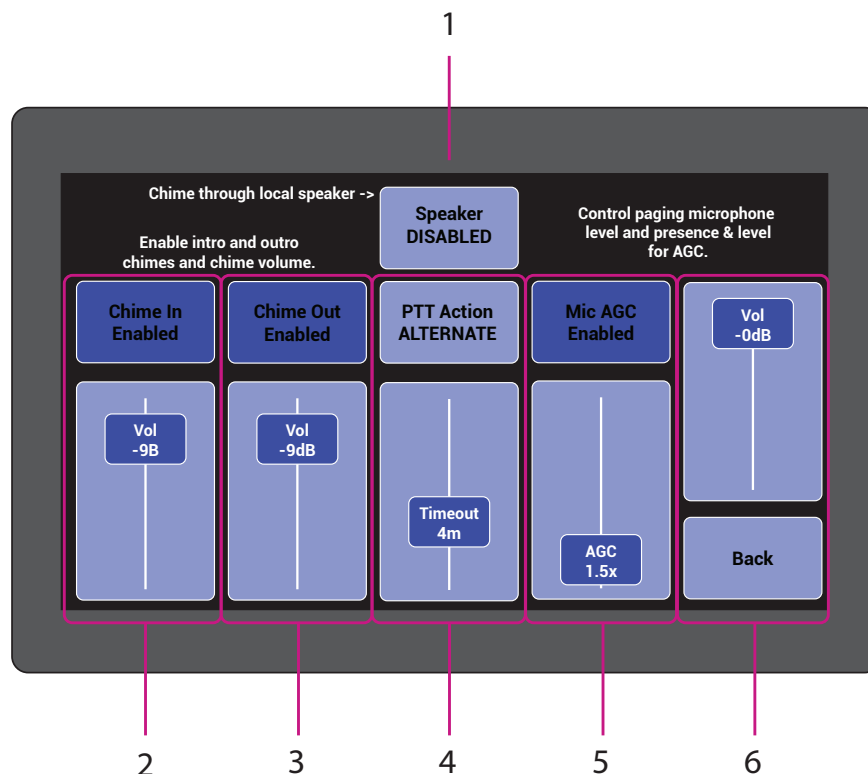 1
Chime through local speaker ->
Speaker
DISABLED
Control paging microphone
level and presence & level
for AGC.
Enable intro and outro
chimes and chime volume.
Chime In
Enabled
Chime Out
Enabled
PTT Action
ALTERNATE
Mic AGC
Enabled
Vol
-0dB
Vol
-9B
Vol
-9dB
Timeout
4m
AGC
1.5x
Back
2
3
4
5
6